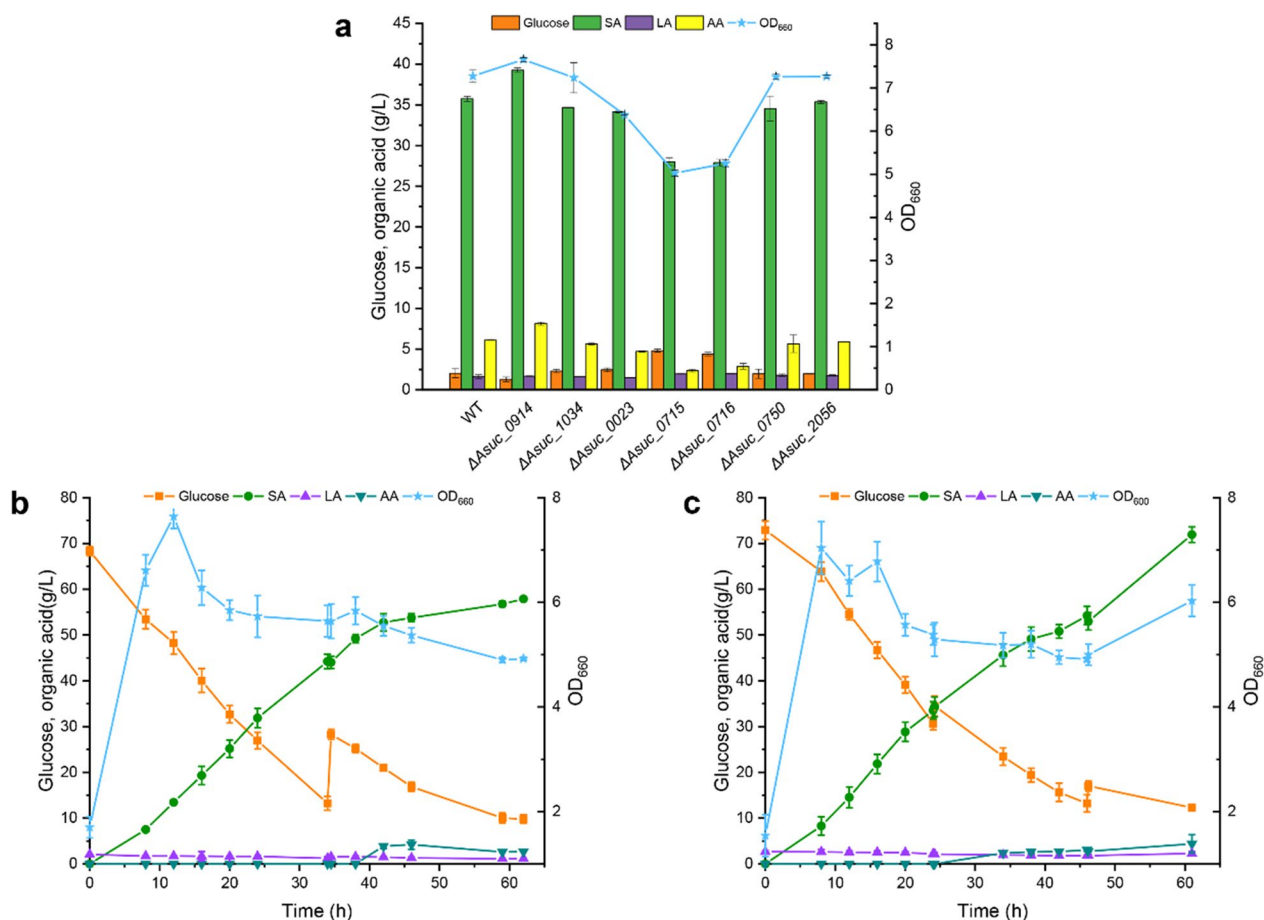 a
Glucose SA LA AA OD660
45
40
35
30
25
20
15
10
5
0
Glucose, organic acid (g/L)
8
7
6
5
4
3
2
1
0
OD660
WT
ΔAsuc_0914
ΔAsuc_1034
ΔAsuc_0023
ΔAsuc_0715
ΔAsuc_0716
ΔAsuc_0750
ΔAsuc_2056
b
Glucose SA LA AA OD660
80
70
60
50
40
30
20
10
0
Glucose, organic acid(g/L)
8
6
4
2
OD660
0 10 20 30 40 50 60
Time (h)
c
Glucose SA LA AA OD600
80
70
60
50
40
30
20
10
0
Glucose, organic acid(g/L)
8
6
4
2
OD660
0 10 20 30 40 50 60
Time (h)